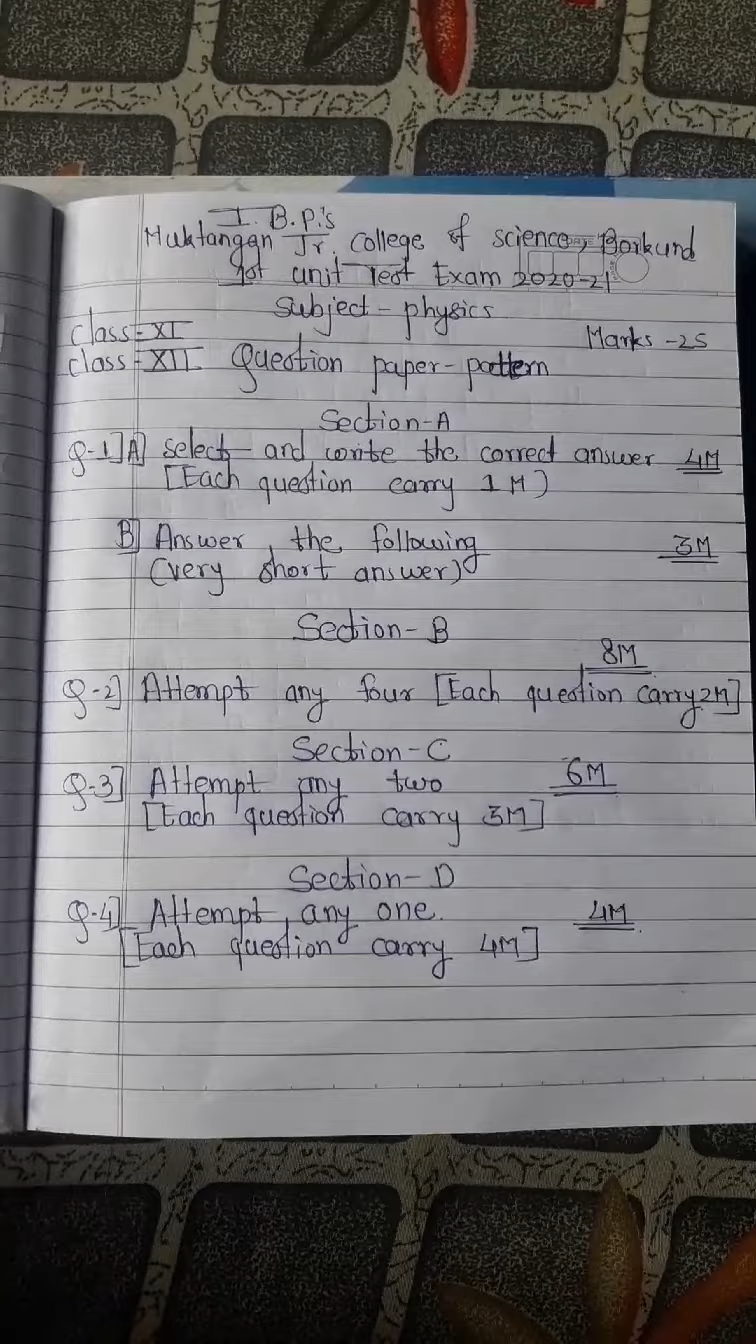 I. B.P.'s
Muktangan Jr. college of science, Borkund
1st unit Test Exam 2020-21
Subject - physics
class - XI
Marks - 25
class - XII Question paper - pattern
Section-A
Q-1] A] select and write the correct answer 4M
[Each question carry 1 M)
B] Answer the following 3M
(very short answer)
Section-B
8M
Q-2] Attempt any four [Each question carry 2M]
Section-C
Q-3] Attempt any two 6M
[Each question carry 3M]
Section-D
Q-4] Attempt any one. 4M
[Each question carry 4M]